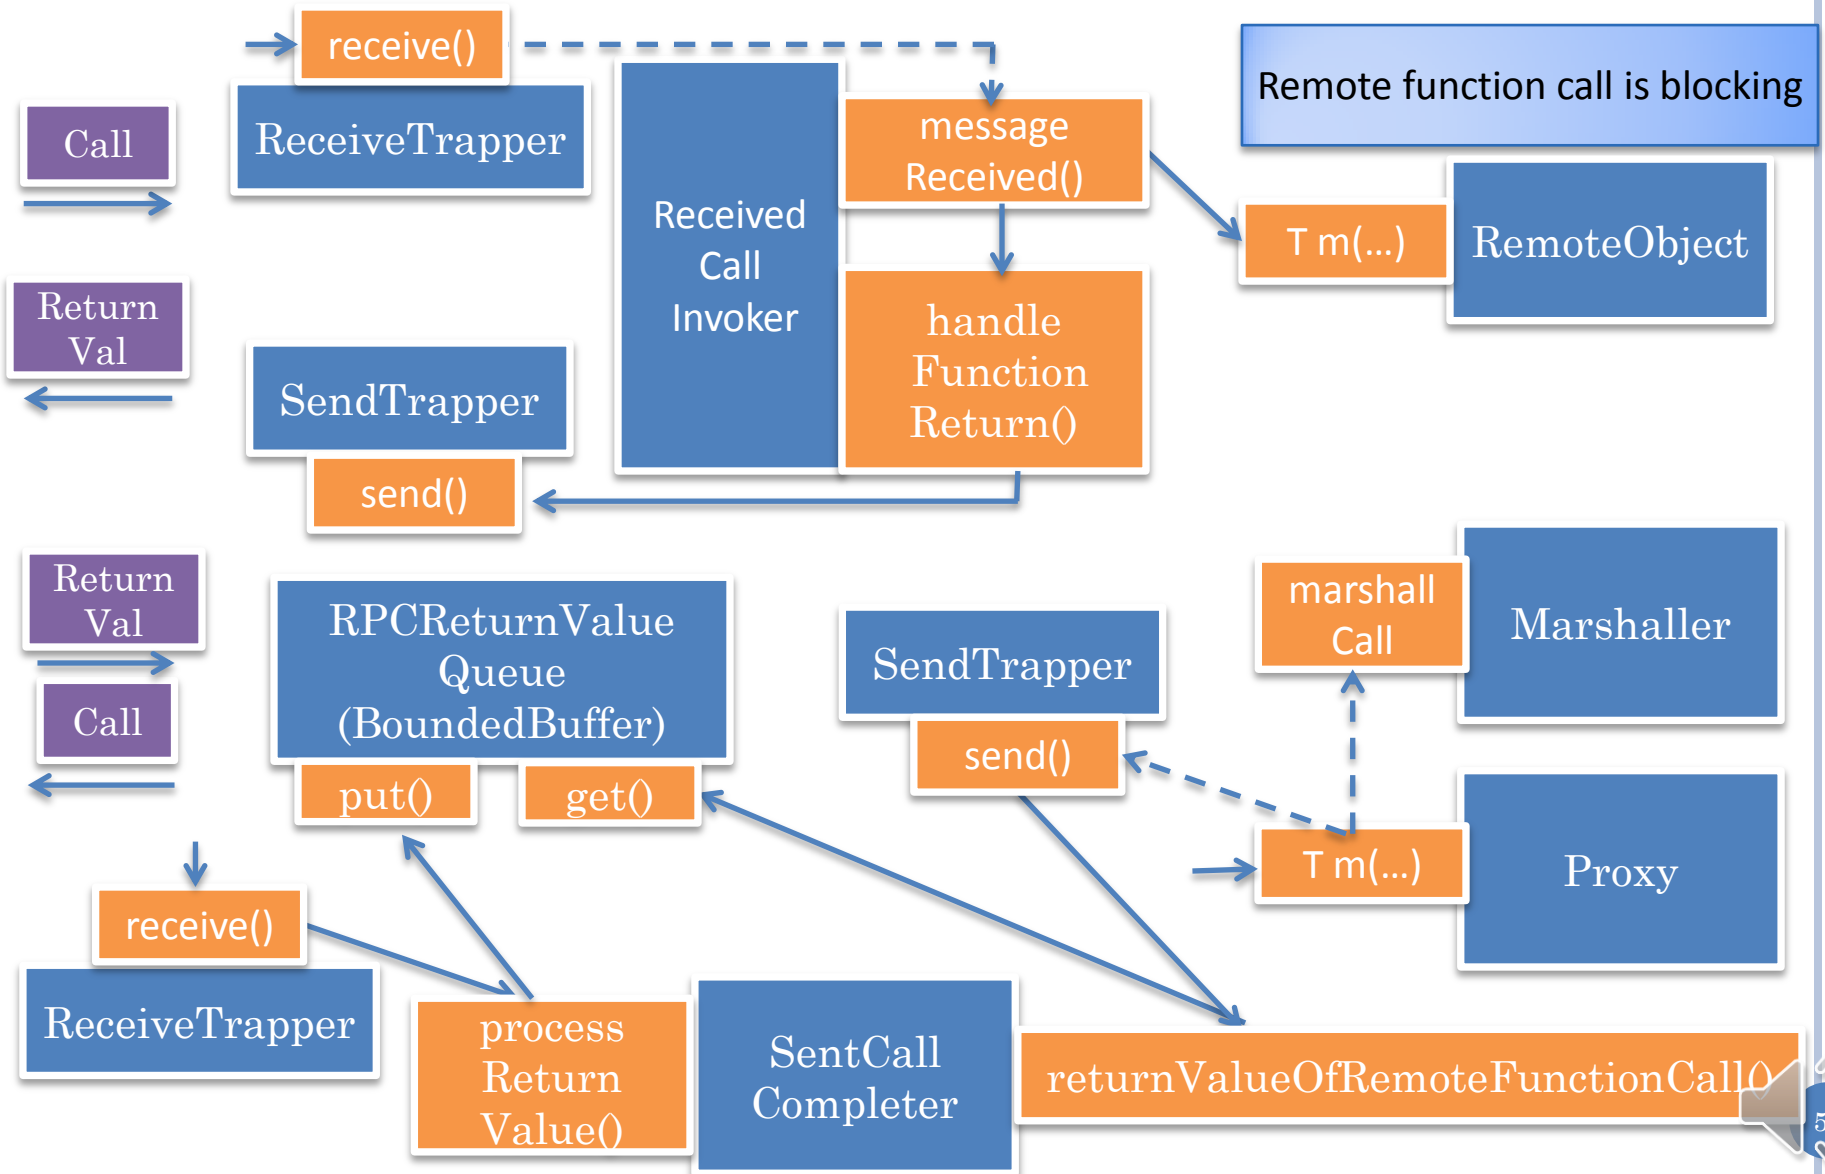 receive()
Remote function call is blocking
Call
ReceiveTrapper
message
Received()
Received
Call
Invoker
T m(...)
RemoteObject
Return
Val
handle
Function
Return()
SendTrapper
send()
Return
Val
Call
RPCReturnValue
Queue
(BoundedBuffer)
put()
get()
SendTrapper
send()
marshall
Call
Marshaller
T m(...)
Proxy
receive()
ReceiveTrapper
process
Return
Value()
SentCall
Completer
returnValueOfRemoteFunctionCall()
5